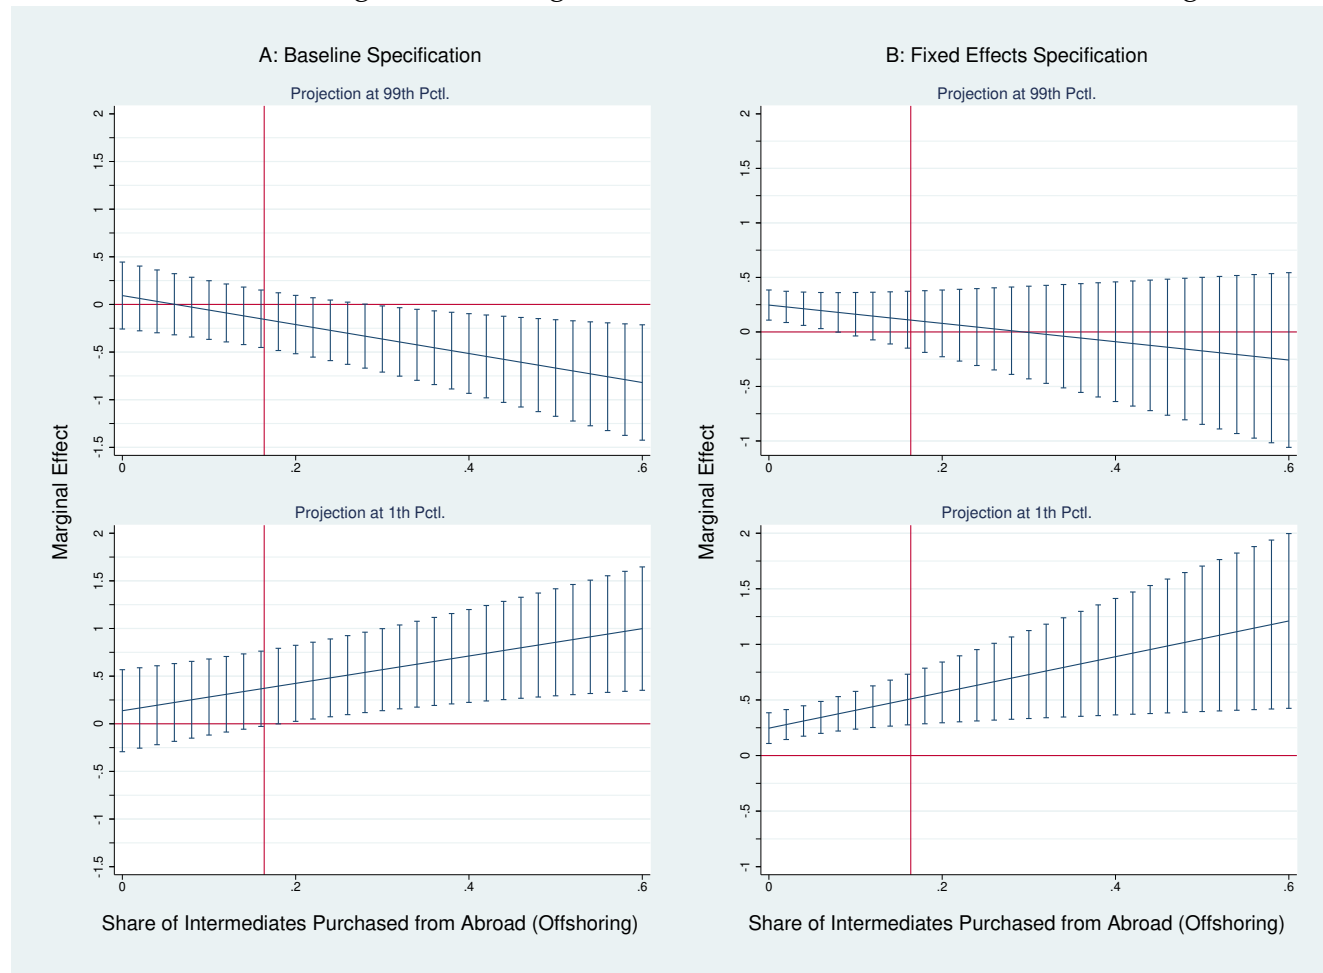 A: Baseline Specification
Projection at 99th Pctl.
2
1.5
1
.5
0
-.5
-1
-1.5
0 .2 .4 .6
Projection at 1th Pctl.
2
1.5
1
.5
0
-.5
-1
-1.5
0 .2 .4 .6
Marginal Effect
Share of Intermediates Purchased from Abroad (Offshoring)
B: Fixed Effects Specification
Projection at 99th Pctl.
2
1.5
1
.5
0
-.5
-1
0 .2 .4 .6
Projection at 1th Pctl.
2
1.5
1
.5
0
-.5
-1
0 .2 .4 .6
Marginal Effect
Share of Intermediates Purchased from Abroad (Offshoring)